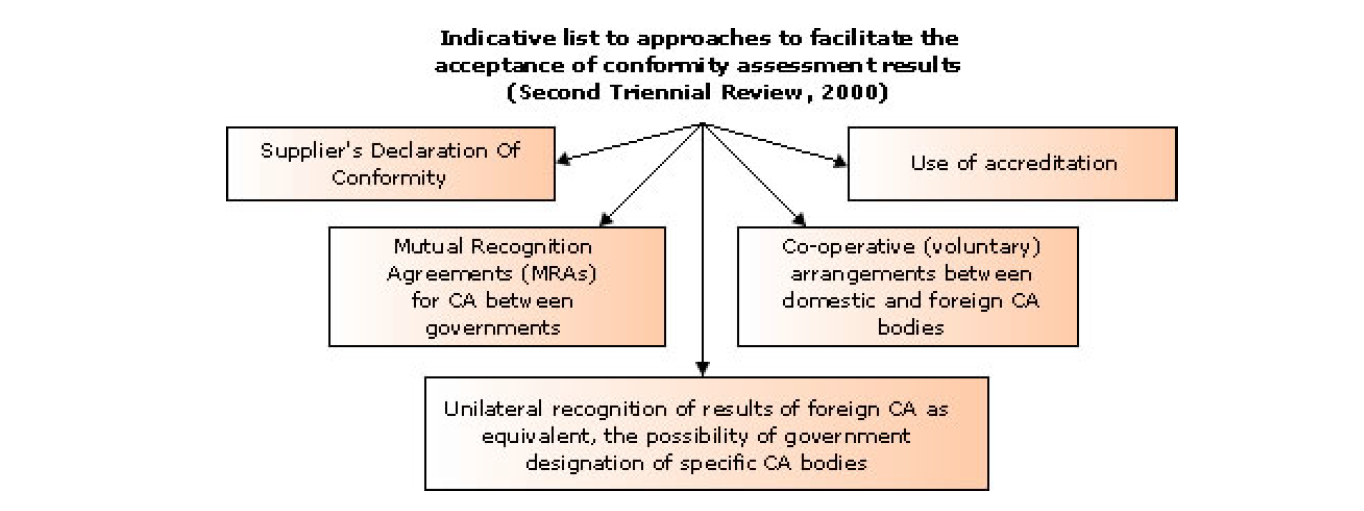 Indicative list to approaches to facilitate the
acceptance of conformity assessment results
(Second Triennial Review, 2000)
Supplier's Declaration Of
Conformity
Use of accreditation
Mutual Recognition
Agreements (MRAs)
for CA between
governments
Co-operative (voluntary)
arrangements between
domestic and foreign CA
bodies
Unilateral recognition of results of foreign CA as
equivalent, the possibility of government
designation of specific CA bodies